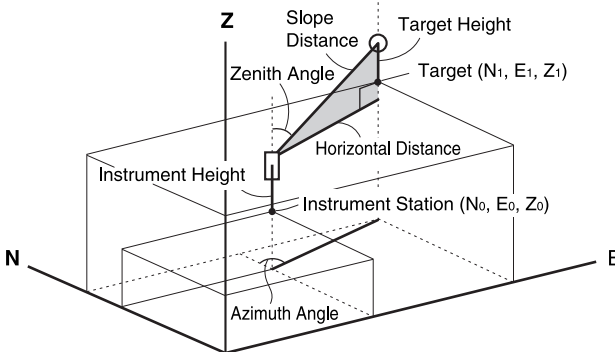 Z
Slope
Distance
Target Height
Zenith Angle
Target (N₁, E₁, Z₁)
Horizontal Distance
Instrument Height
Instrument Station (N₀, E₀, Z₀)
N
E
Azimuth Angle